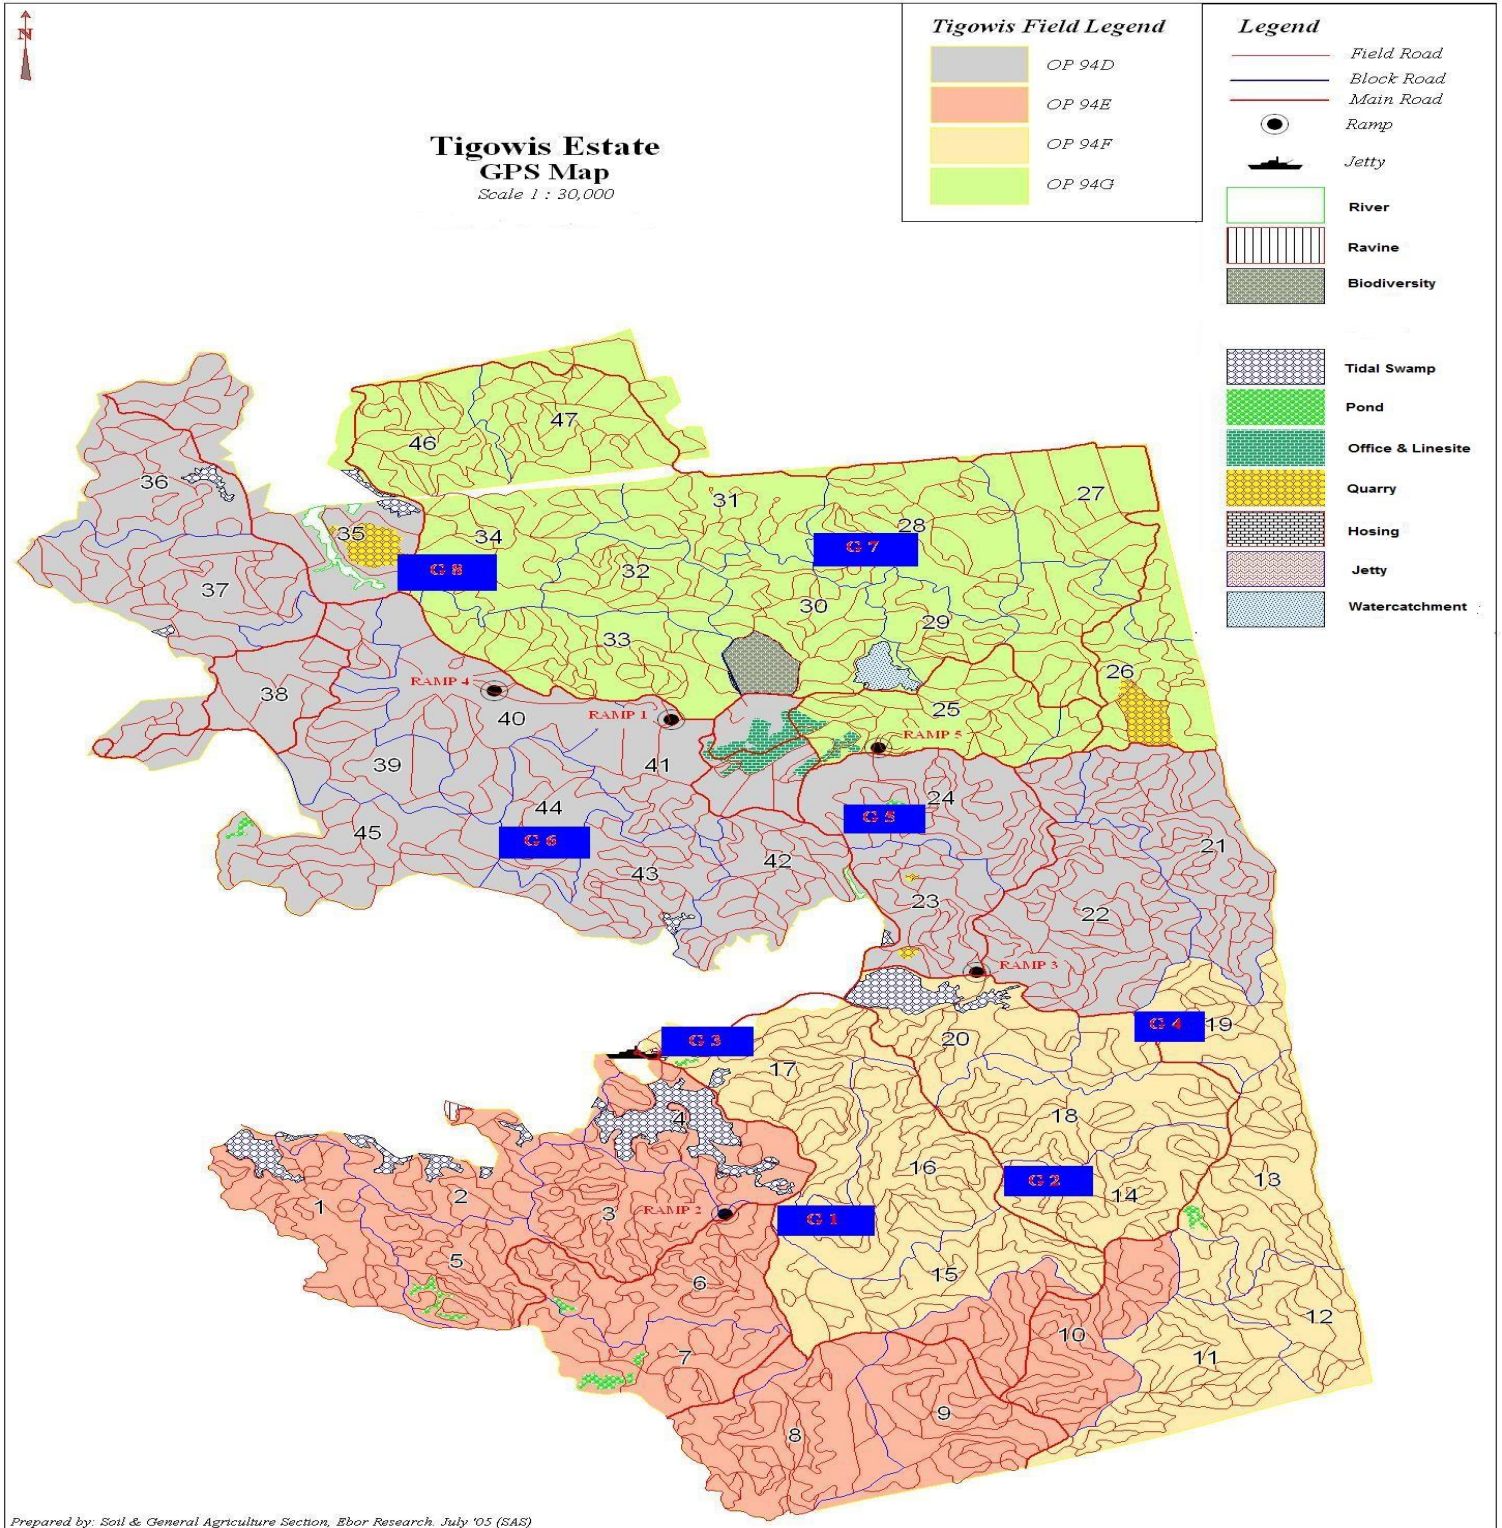 N
Tigowis Estate
GPS Map
Scale 1 : 30,000
Tigowis Field Legend
OP 94D
OP 94E
OP 94F
OP 94G
Legend
Field Road
Block Road
Main Road
Ramp
Jetty
River
Ravine
Biodiversity
Tidal Swamp
Pond
Office & Linesite
Quarry
Hosing
Jetty
Watercatchment
47
46
36
31
27
35
34
28
G 7
G 8
32
37
30
29
33
26
38
RAMP 4
40
RAMP 1
25
RAMP 5
39
41
44
24
G 5
45
G 6
21
42
43
23
22
RAMP 3
G 4
19
G 3
20
17
4
18
16
13
G 2
14
2
1
3
RAMP 2
G 1
5
15
6
12
10
7
11
9
8
Prepared by: Soil & General Agriculture Section, Ebor Research. July '05 (SAS)